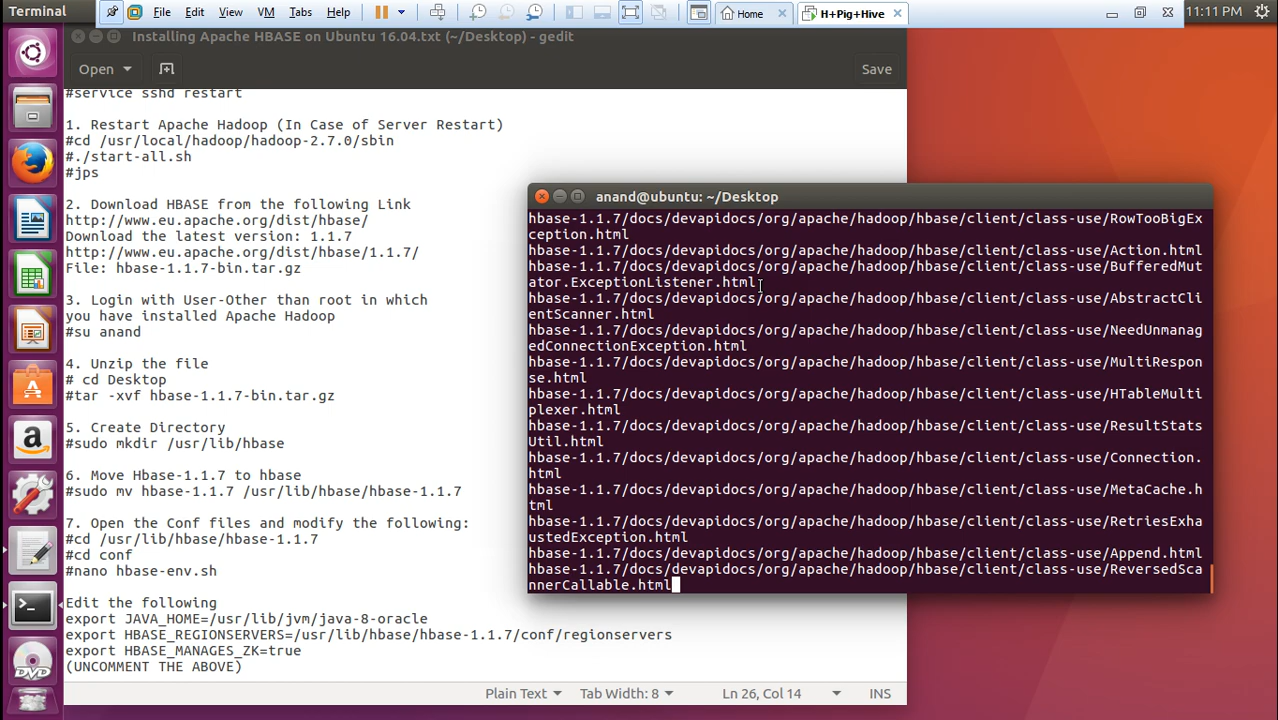 Terminal
File Edit View VM Tabs Help
Home
H+Pig+Hive
11:11 PM
Installing Apache HBASE on Ubuntu 16.04.txt (~/Desktop) - gedit
Open
Save
#service sshd restart
1. Restart Apache Hadoop (In Case of Server Restart)
#cd /usr/local/hadoop/hadoop-2.7.0/sbin
#./start-all.sh
#jps
2. Download HBASE from the following Link
http://www.eu.apache.org/dist/hbase/
Download the latest version: 1.1.7
http://www.eu.apache.org/dist/hbase/1.1.7/
File: hbase-1.1.7-bin.tar.gz
3. Login with User-Other than root in which
you have installed Apache Hadoop
#su anand
4. Unzip the file
# cd Desktop
#tar -xvf hbase-1.1.7-bin.tar.gz
5. Create Directory
#sudo mkdir /usr/lib/hbase
6. Move Hbase-1.1.7 to hbase
#sudo mv hbase-1.1.7 /usr/lib/hbase/hbase-1.1.7
7. Open the Conf files and modify the following:
#cd /usr/lib/hbase/hbase-1.1.7
#cd conf
#nano hbase-env.sh
Edit the following
export JAVA_HOME=/usr/lib/jvm/java-8-oracle
export HBASE_REGIONSERVERS=/usr/lib/hbase/hbase-1.1.7/conf/regionservers
export HBASE_MANAGES_ZK=true
(UNCOMMENT THE ABOVE)
Plain Text
Tab Width: 8
Ln 26, Col 14
INS
anand@ubuntu: ~/Desktop
hbase-1.1.7/docs/devapidocs/org/apache/hadoop/hbase/client/class-use/RowTooBigEx
ception.html
hbase-1.1.7/docs/devapidocs/org/apache/hadoop/hbase/client/class-use/Action.html
hbase-1.1.7/docs/devapidocs/org/apache/hadoop/hbase/client/class-use/BufferedMut
ator.ExceptionListener.html
hbase-1.1.7/docs/devapidocs/org/apache/hadoop/hbase/client/class-use/AbstractCli
entScanner.html
hbase-1.1.7/docs/devapidocs/org/apache/hadoop/hbase/client/class-use/NeedUnmanag
edConnectionException.html
hbase-1.1.7/docs/devapidocs/org/apache/hadoop/hbase/client/class-use/MultiRespon
se.html
hbase-1.1.7/docs/devapidocs/org/apache/hadoop/hbase/client/class-use/HTableMulti
plexer.html
hbase-1.1.7/docs/devapidocs/org/apache/hadoop/hbase/client/class-use/ResultStats
Util.html
hbase-1.1.7/docs/devapidocs/org/apache/hadoop/hbase/client/class-use/Connection.
html
hbase-1.1.7/docs/devapidocs/org/apache/hadoop/hbase/client/class-use/MetaCache.h
tml
hbase-1.1.7/docs/devapidocs/org/apache/hadoop/hbase/client/class-use/RetriesExha
ustedException.html
hbase-1.1.7/docs/devapidocs/org/apache/hadoop/hbase/client/class-use/Append.html
hbase-1.1.7/docs/devapidocs/org/apache/hadoop/hbase/client/class-use/ReversedSca
nnerCallable.html